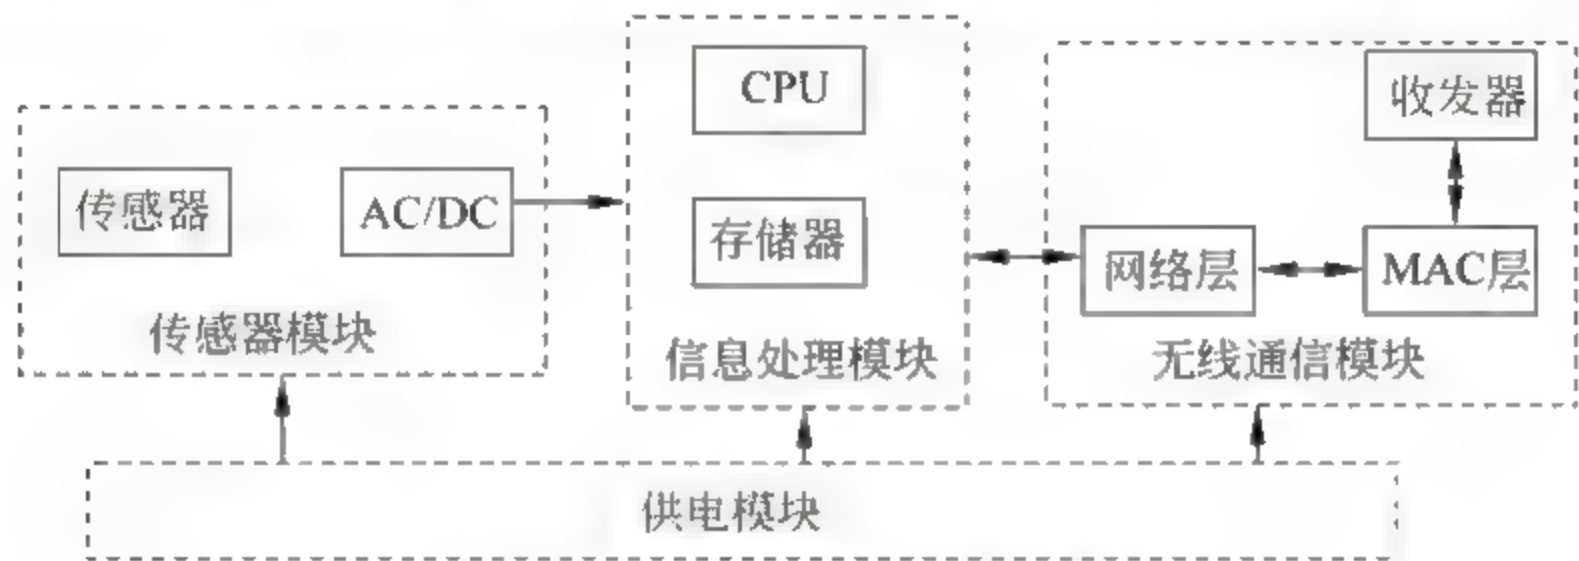 CPU
收发器
传感器
AC/DC
存储器
网络层
MAC层
传感器模块
信息处理模块
无线通信模块
供电模块